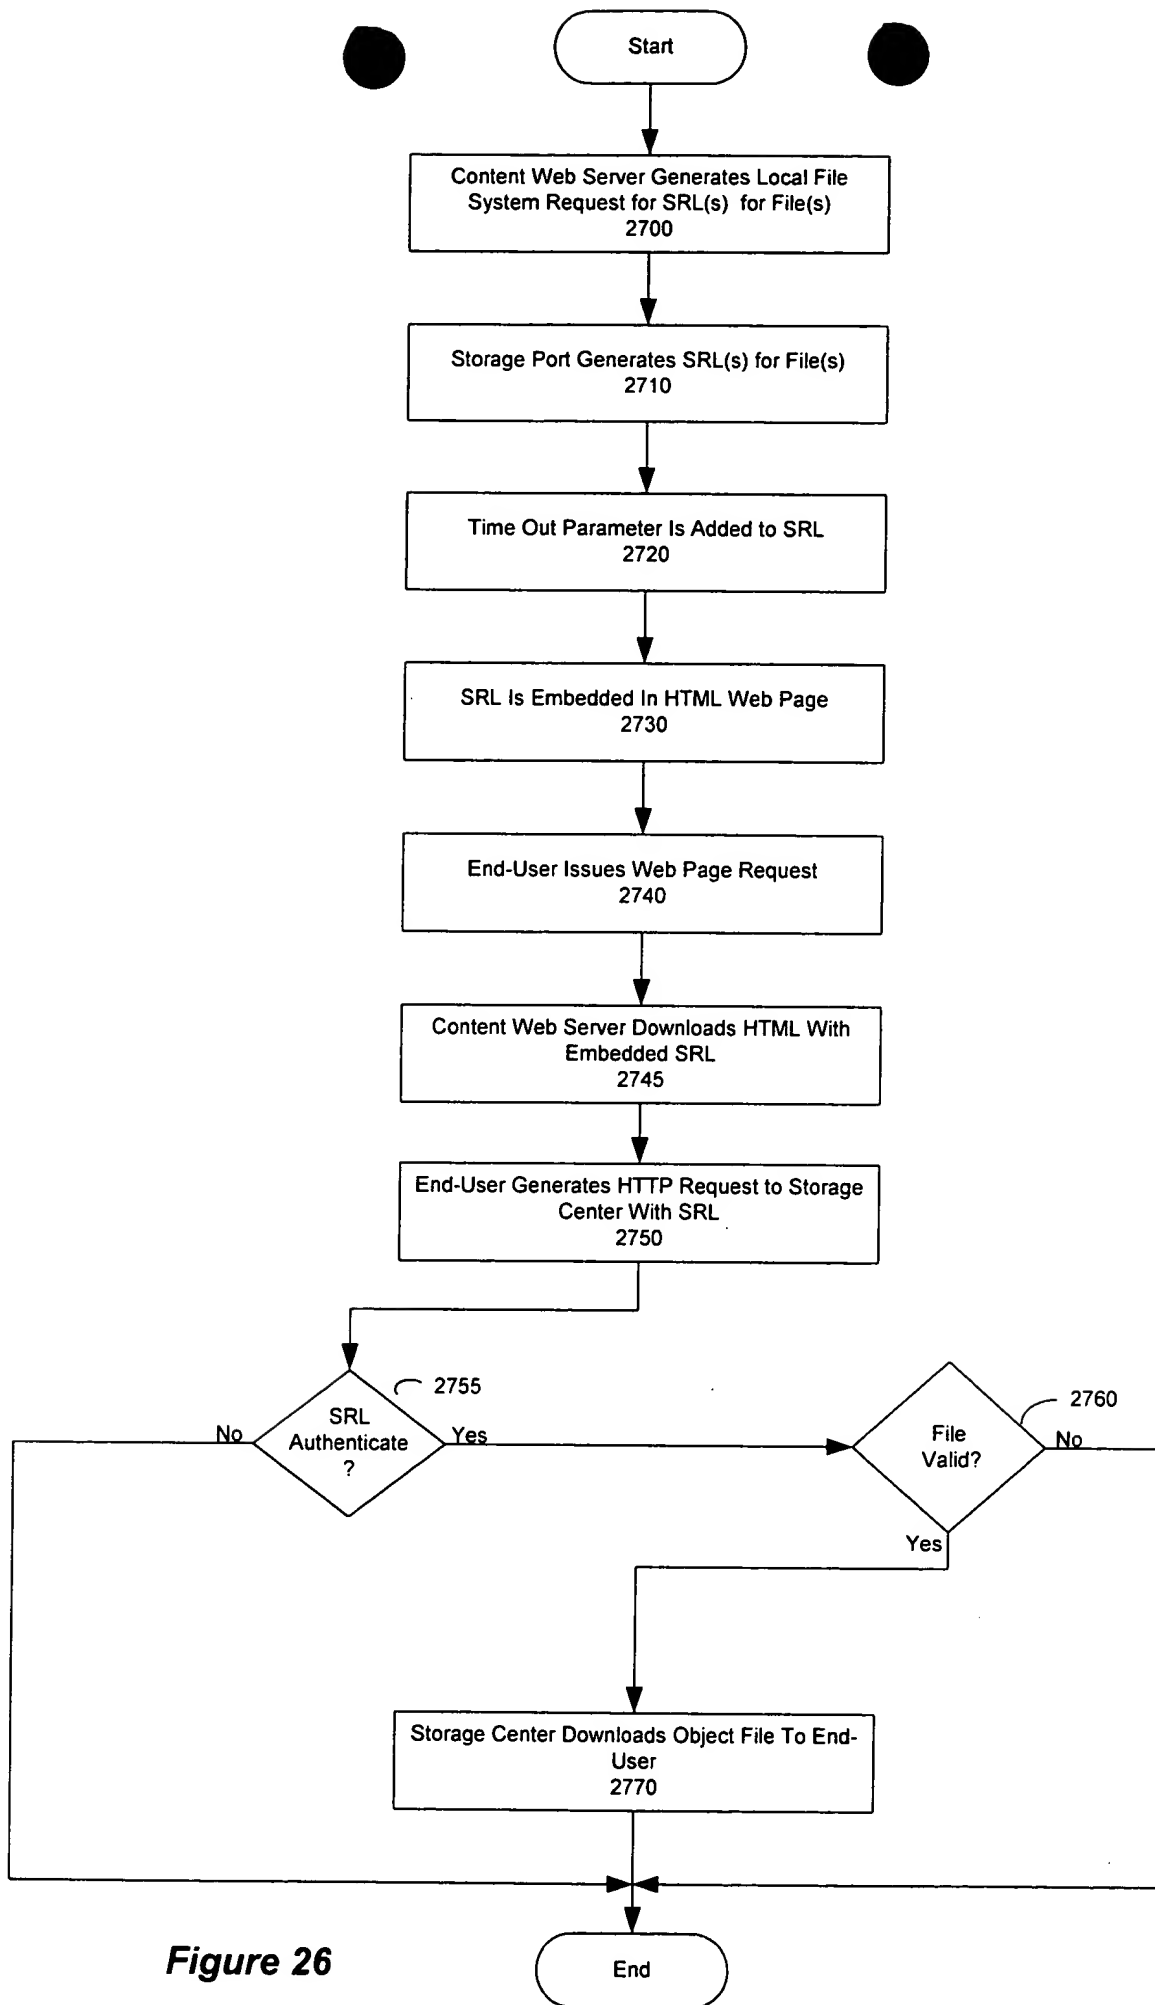 Start
Content Web Server Generates Local File
System Request for SRL(s) for File(s)
2700
Storage Port Generates SRL(s) for File(s)
2710
Time Out Parameter Is Added to SRL
2720
SRL Is Embedded In HTML Web Page
2730
End-User Issues Web Page Request
2740
Content Web Server Downloads HTML With
Embedded SRL
2745
End-User Generates HTTP Request to Storage
Center With SRL
2750
2755
SRL
Authenticate
?
No
Yes
2760
File
Valid?
No
Yes
Storage Center Downloads Object File To End-
User
2770
End
Figure 26